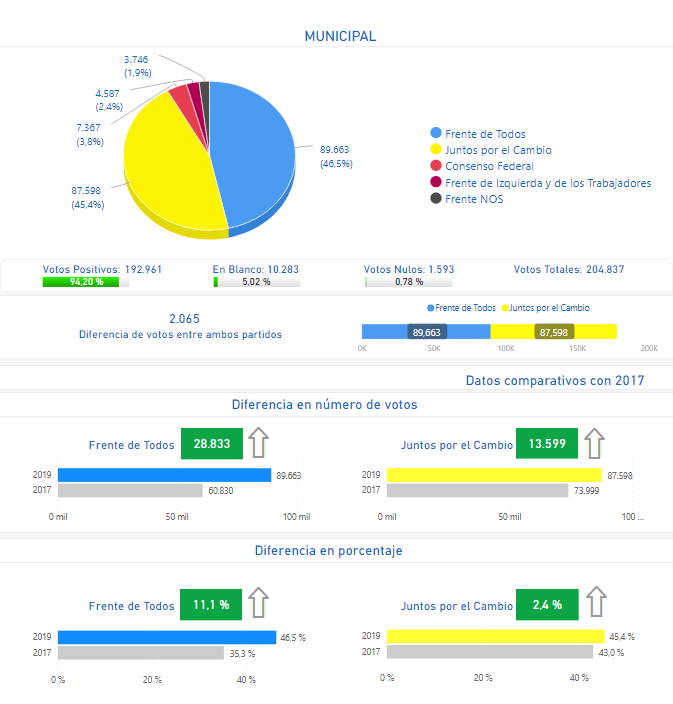 MUNICIPAL
3.746
(1,9%)
4.587
(2,4%)
7.367
(3,8%)
87.598
(45,4%)
89.663
(46,5%)
Frente de Todos
Juntos por el Cambio
Consenso Federal
Frente de Izquierda y de los Trabajadores
Frente NOS
Votos Positivos: 192.961
94,20 %
En Blanco: 10.283
5,02 %
Votos Nulos: 1.593
0,78 %
Votos Totales: 204.837
2.065
Diferencia de votos entre ambos partidos
Frente de Todos Juntos por el Cambio
89,663 87,598
0K 50K 100K 150K 200K
Datos comparativos con 2017
Diferencia en número de votos
Frente de Todos 28.833
2019 89.663
2017 60.830
0 mil 50 mil 100 mil
Juntos por el Cambio 13.599
2019 87.598
2017 73.999
0 mil 50 mil 100 ...
Diferencia en porcentaje
Frente de Todos 11,1 %
2019 46,5 %
2017 35,3 %
0 % 20 % 40 %
Juntos por el Cambio 2,4 %
2019 45,4 %
2017 43,0 %
0 % 20 % 40 %